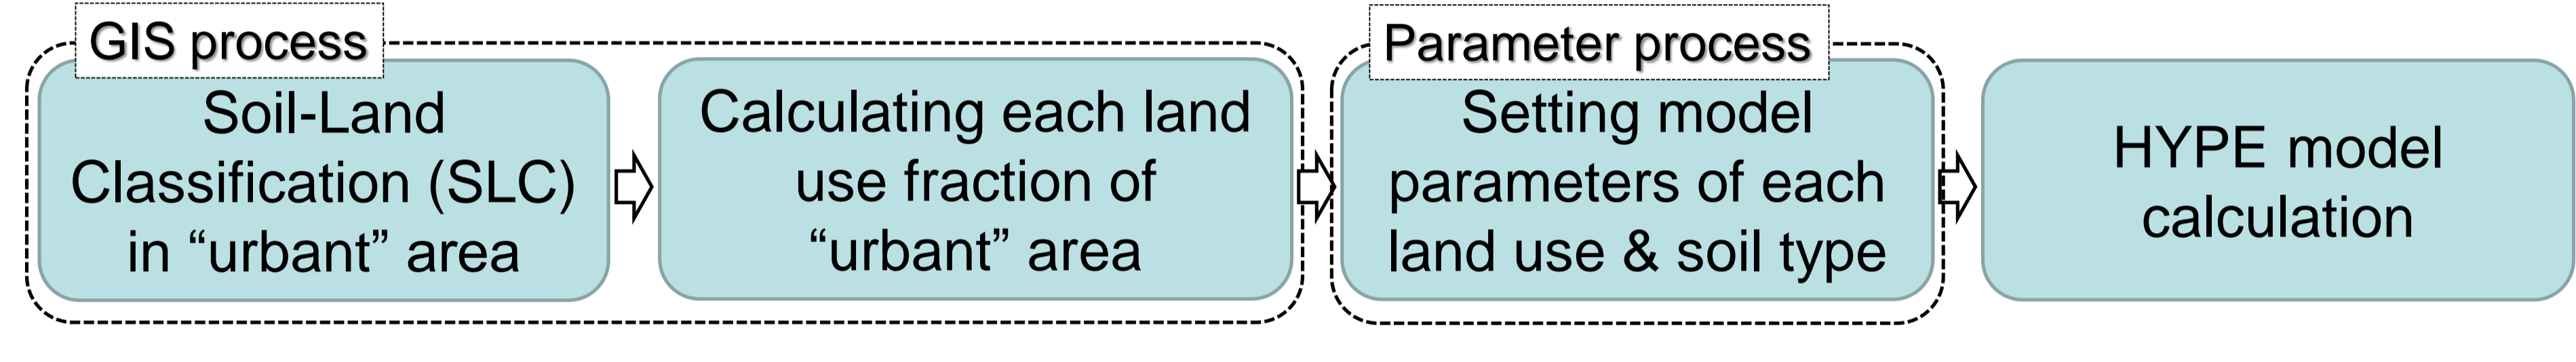 GIS process
Soil-Land
Classification (SLC)
in “urbant” area
Calculating each land
use fraction of
“urbant” area
Parameter process
Setting model
parameters of each
land use & soil type
HYPE model
calculation